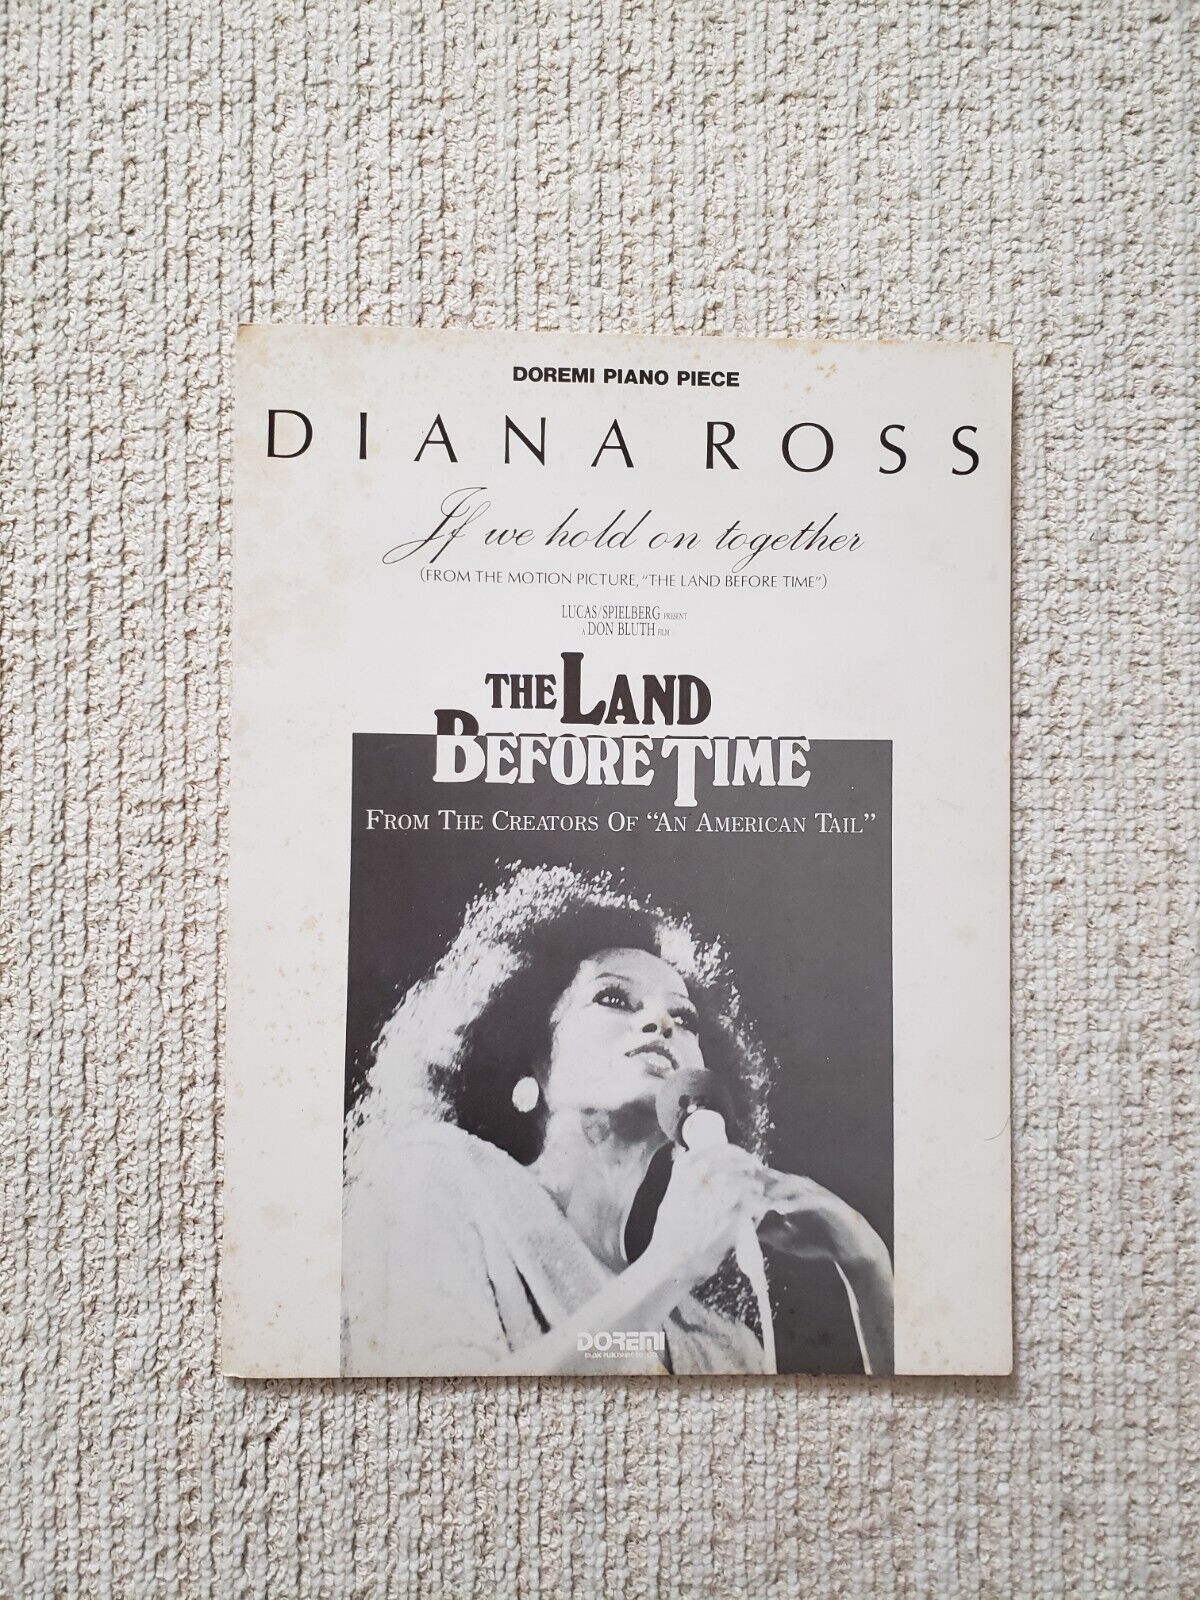 DOREMI PIANO PIECE
DIANA ROSS
If we hold on together
(FROM THE MOTION PICTURE, "THE LAND BEFORE TIME")
LUCAS/SPIELBERG PRESENT
A DON BLUTH FILM
THE LAND
BEFORE TIME
FROM THE CREATORS OF "AN AMERICAN TAIL"
DOREMI